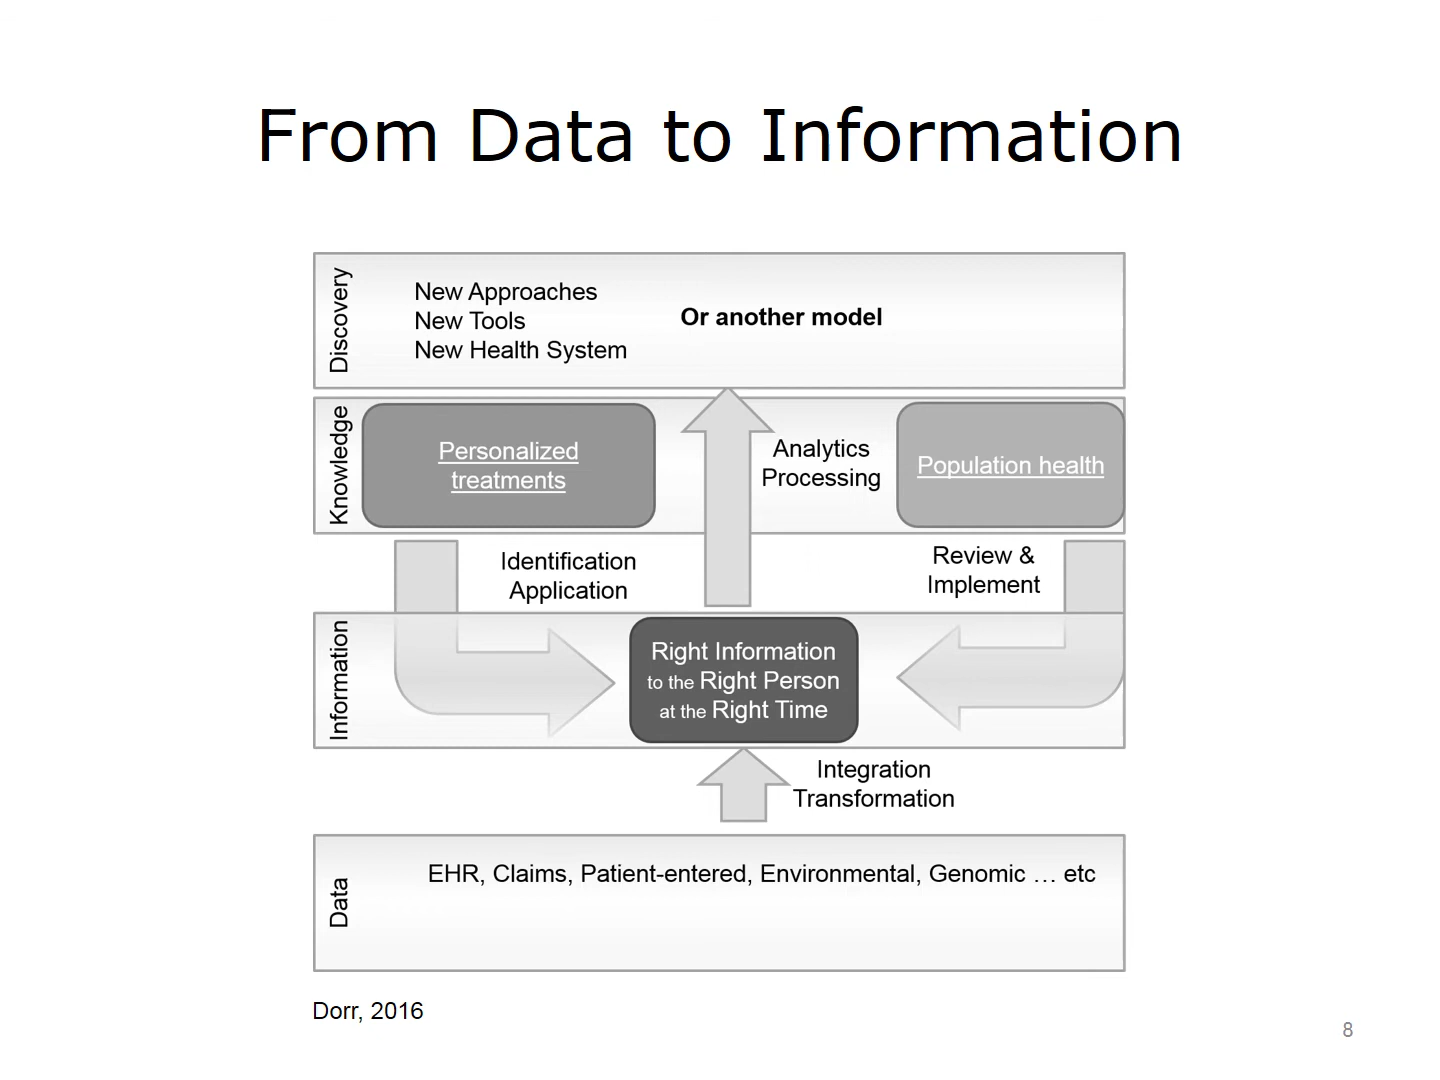 From Data to Information
Discovery
New Approaches
New Tools
New Health System
Or another model
Knowledge
Personalized
treatments
Analytics
Processing
Population health
Identification
Application
Review &
Implement
Information
Right Information
to the Right Person
at the Right Time
Integration
Transformation
Data
EHR, Claims, Patient-entered, Environmental, Genomic … etc
Dorr, 2016
8